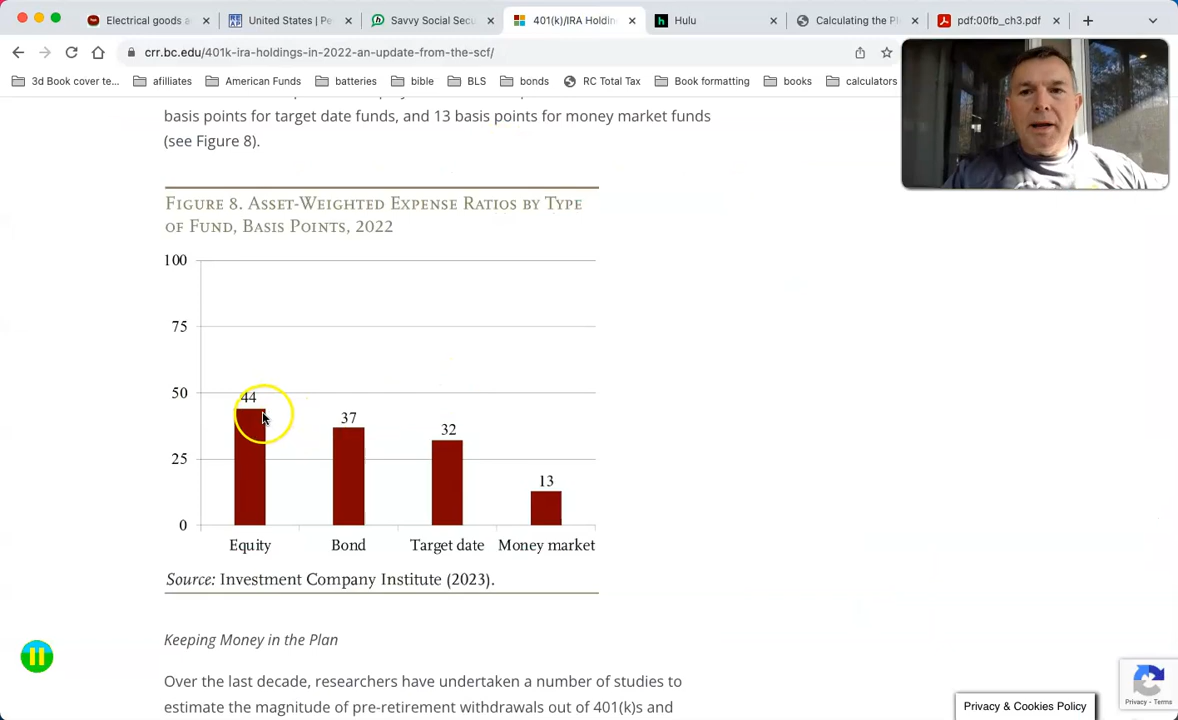 Electrical goods a
United States | Pe
Savvy Social Secu
401(k)/IRA Holdin
Hulu
Calculating the Pl
pdf:00fb_ch3.pdf
crr.bc.edu/401k-ira-holdings-in-2022-an-update-from-the-scf/
3d Book cover te...
afiilliates
American Funds
batteries
bible
BLS
bonds
RC Total Tax
Book formatting
books
calculators
basis points for target date funds, and 13 basis points for money market funds
(see Figure 8).
Figure 8. Asset-Weighted Expense Ratios by Type
of Fund, Basis Points, 2022
100
75
50
25
0
44
37
32
13
Equity
Bond
Target date
Money market
Source: Investment Company Institute (2023).
Keeping Money in the Plan
Over the last decade, researchers have undertaken a number of studies to
estimate the magnitude of pre-retirement withdrawals out of 401(k)s and
Privacy & Cookies Policy
Privacy - Terms